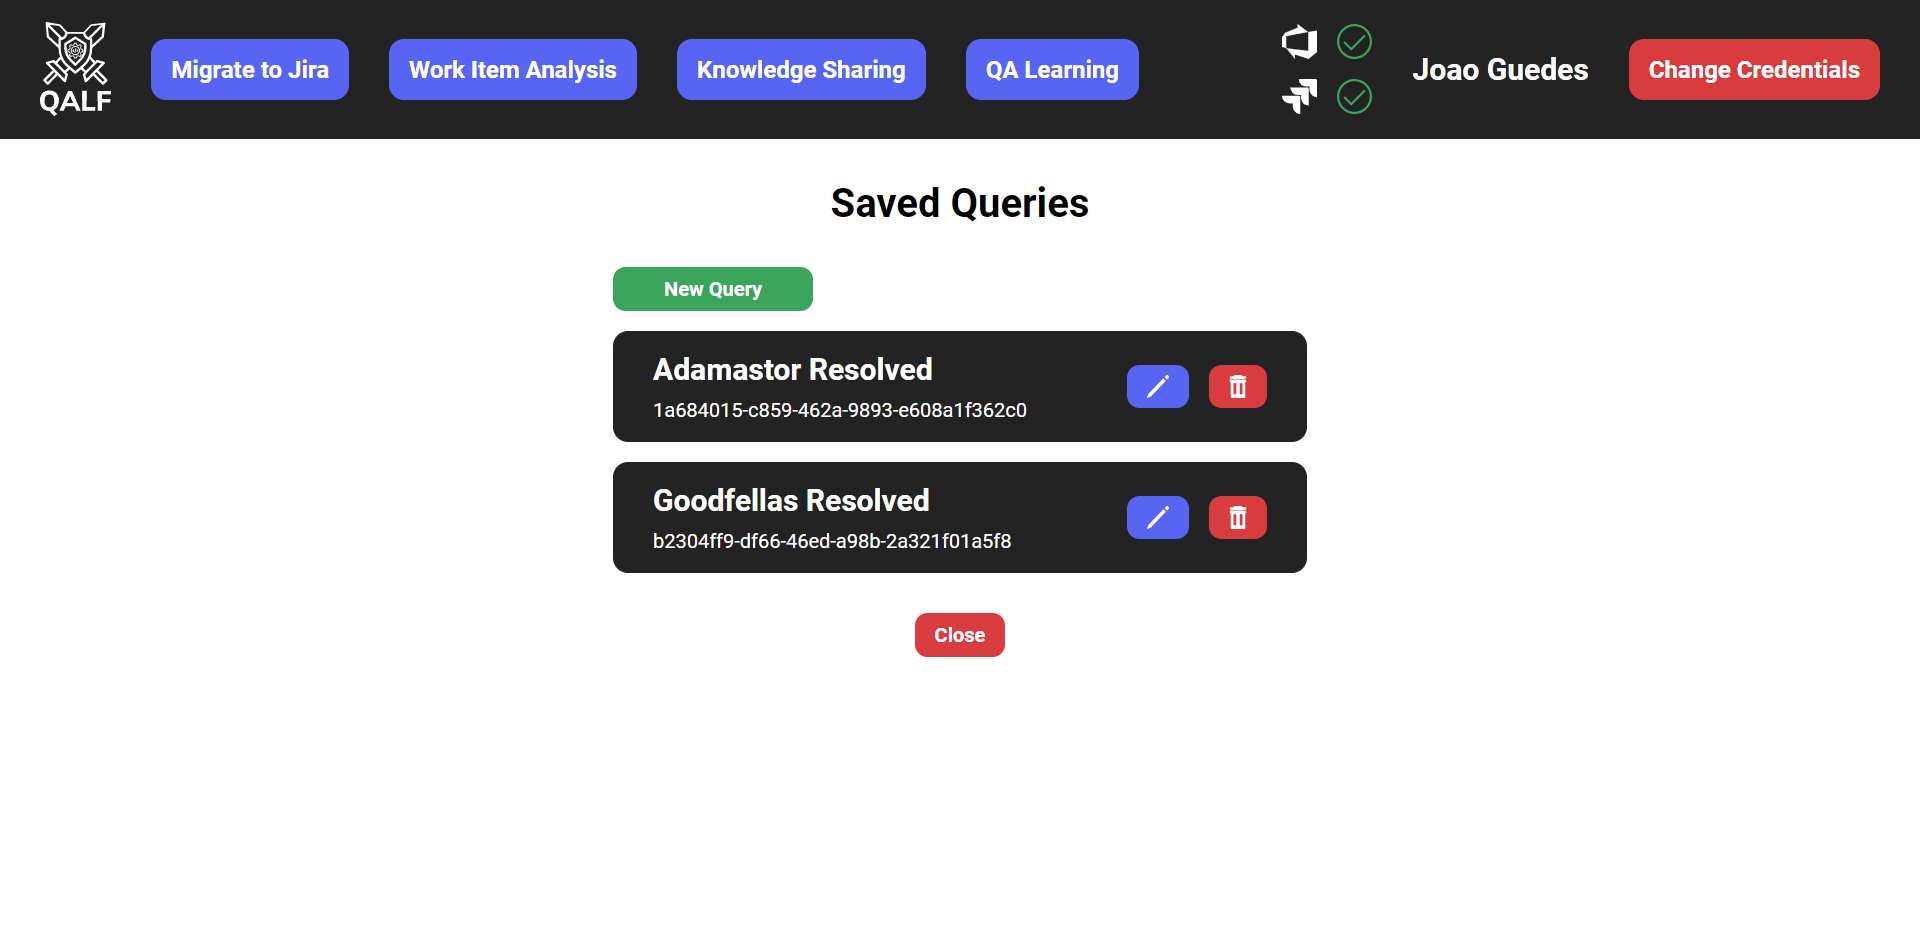 QALF
Migrate to Jira
Work Item Analysis
Knowledge Sharing
QA Learning
Joao Guedes
Change Credentials
Saved Queries
New Query
Adamastor Resolved
1a684015-c859-462a-9893-e608a1f362c0
Goodfellas Resolved
b2304ff9-df66-46ed-a98b-2a321f01a5f8
Close